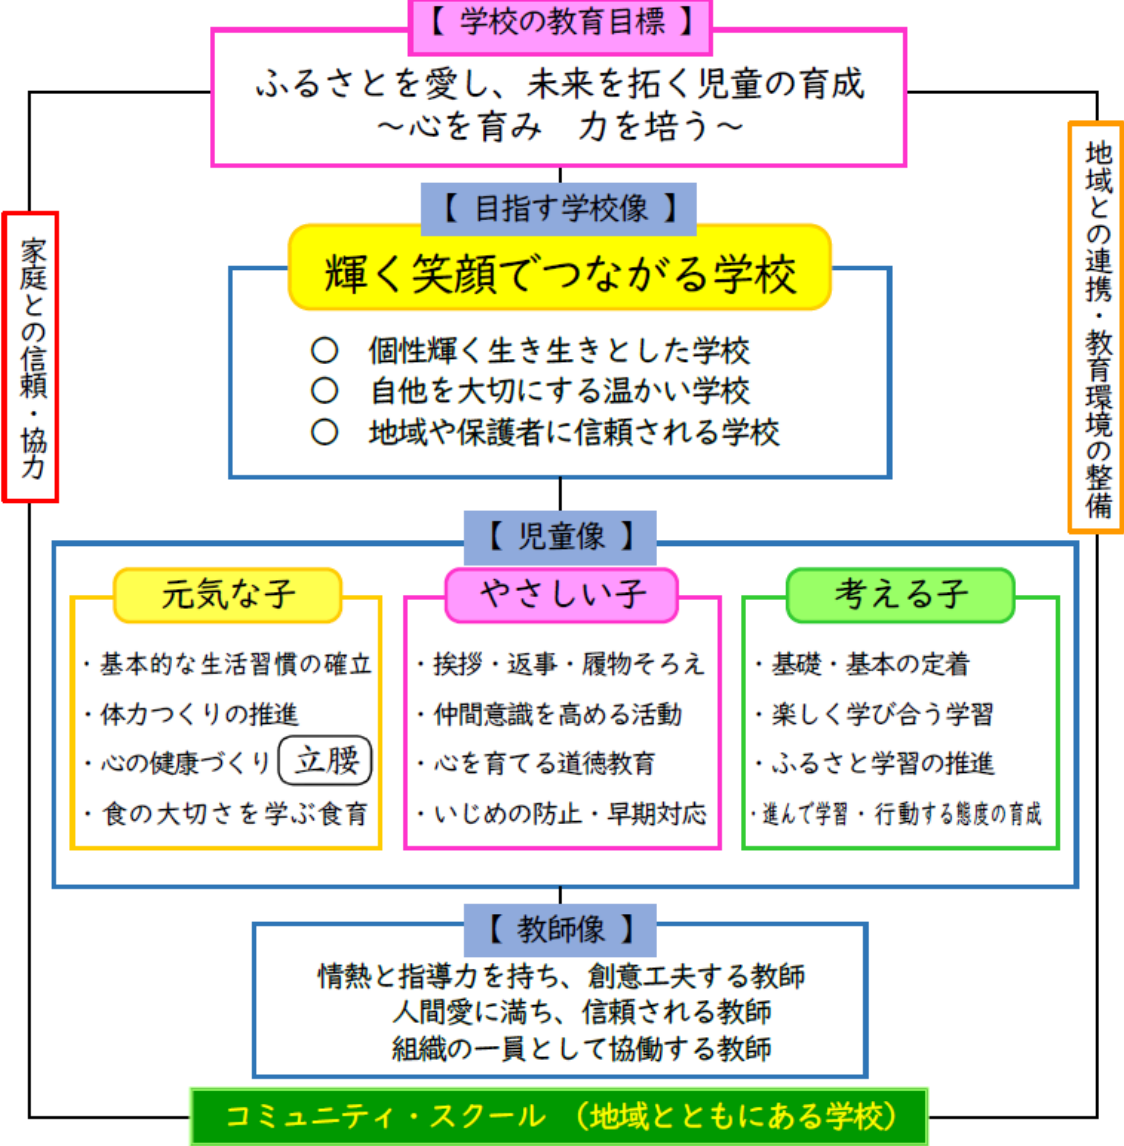 【 学校の教育目標 】
ふるさとを愛し、未来を拓く児童の育成
～心を育み　力を培う～
家庭との信頼・協力
地域との連携・教育環境の整備
【 目指す学校像 】
輝く笑顔でつながる学校
○　個性輝く生き生きとした学校
○　自他を大切にする温かい学校
○　地域や保護者に信頼される学校
【 児童像 】
元気な子
・基本的な生活習慣の確立
・体力つくりの推進
・心の健康づくり 立腰
・食の大切さを学ぶ食育
やさしい子
・挨拶・返事・履物そろえ
・仲間意識を高める活動
・心を育てる道徳教育
・いじめの防止・早期対応
考える子
・基礎・基本の定着
・楽しく学び合う学習
・ふるさと学習の推進
・進んで学習・行動する態度の育成
【 教師像 】
情熱と指導力を持ち、創意工夫する教師
人間愛に満ち、信頼される教師
組織の一員として協働する教師
コミュニティ・スクール　（地域とともにある学校）